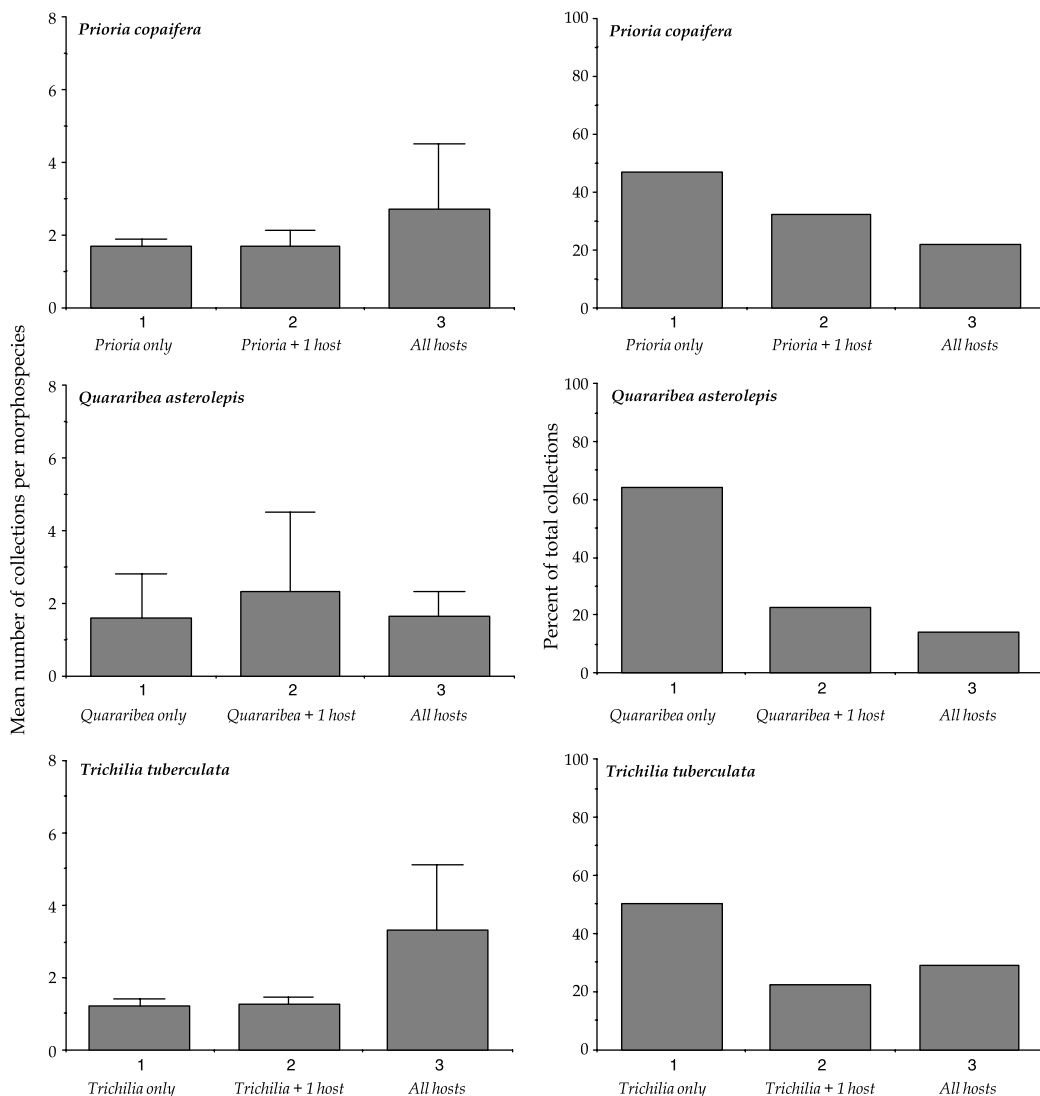 Mean number of collections per morphospecies
Prioria copaifera
8
6
4
2
0
1 2 3
Prioria only Prioria + 1 host All hosts
Quararibea asterolepis
8
6
4
2
0
1 2 3
Quararibea only Quararibea + 1 host All hosts
Trichilia tuberculata
8
6
4
2
0
1 2 3
Trichilia only Trichilia + 1 host All hosts
Percent of total collections
Prioria copaifera
100
80
60
40
20
0
1 2 3
Prioria only Prioria + 1 host All hosts
Quararibea asterolepis
100
80
60
40
20
0
1 2 3
Quararibea only Quararibea + 1 host All hosts
Trichilia tuberculata
100
80
60
40
20
0
1 2 3
Trichilia only Trichilia + 1 host All hosts